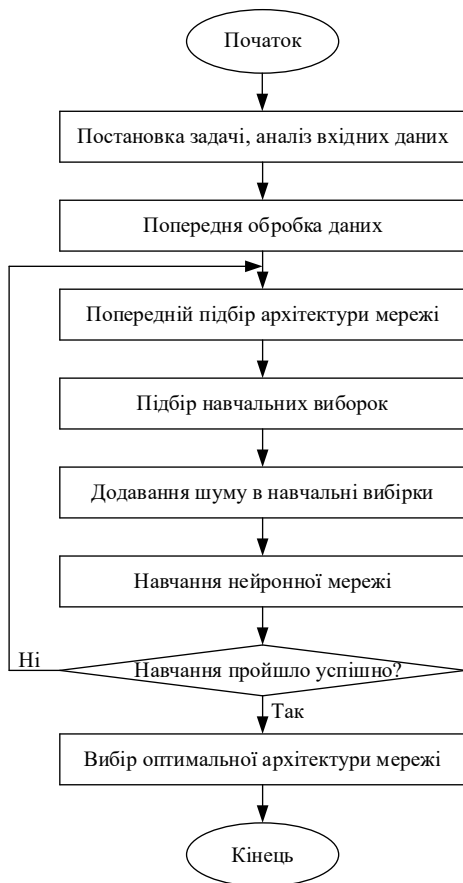 Початок
Постановка задачі, аналіз вхідних даних
Попередня обробка даних
Попередній підбір архітектури мережі
Підбір навчальних виборок
Додавання шуму в навчальні вибірки
Навчання нейронної мережі
Ні
Навчання пройшло успішно?
Так
Вибір оптимальної архітектури мережі
Кінець